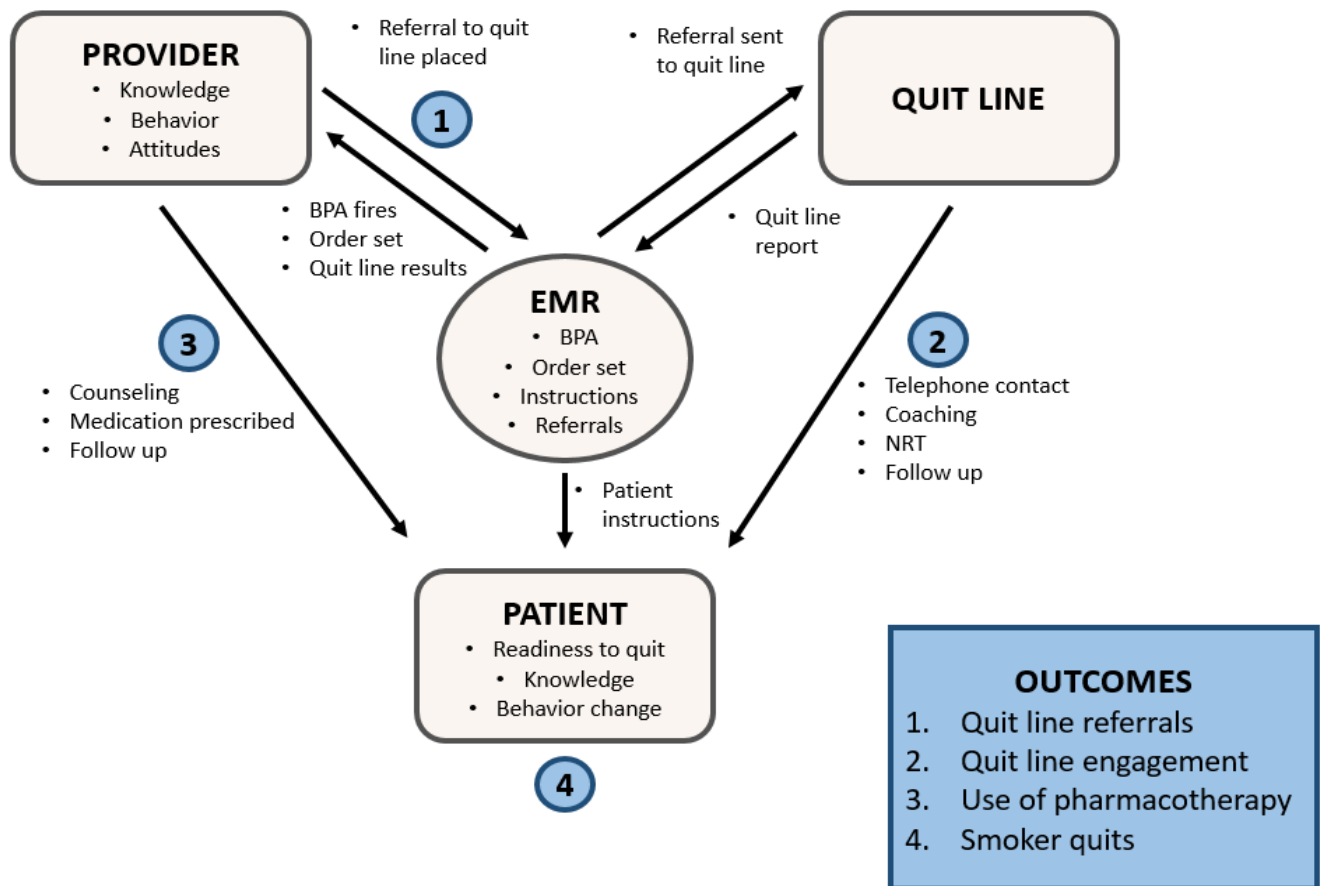 PROVIDER
• Knowledge
• Behavior
• Attitudes
• Referral to quit
line placed
1
• Referral sent
to quit line
QUIT LINE
• BPA fires
• Order set
• Quit line results
• Quit line
report
EMR
• BPA
• Order set
• Instructions
• Referrals
3
• Counseling
• Medication prescribed
• Follow up
2
• Telephone contact
• Coaching
• NRT
• Follow up
• Patient
instructions
PATIENT
• Readiness to quit
• Knowledge
• Behavior change
4
OUTCOMES
1. Quit line referrals
2. Quit line engagement
3. Use of pharmacotherapy
4. Smoker quits